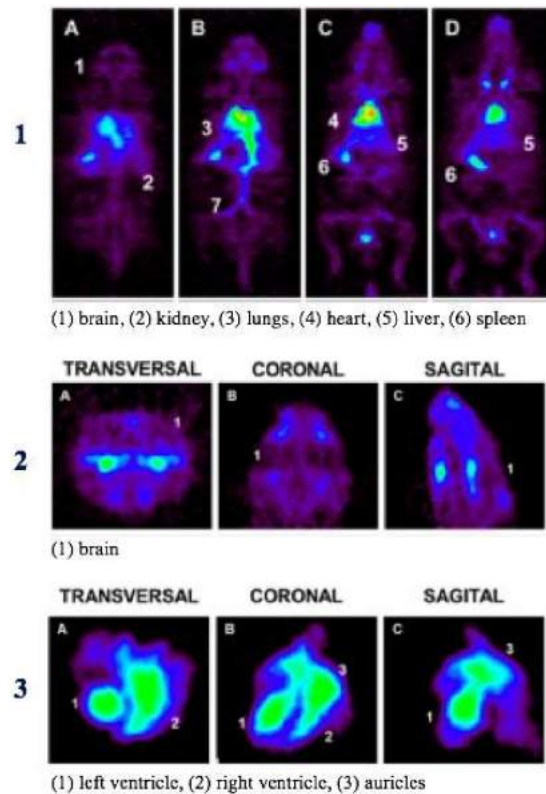 A B C D
1
1 3 4 5 5
2 6 6
7
(1) brain, (2) kidney, (3) lungs, (4) heart, (5) liver, (6) spleen
TRANSVERSAL CORONAL SAGITAL
A B C
2
1 1 1
(1) brain
TRANSVERSAL CORONAL SAGITAL
A B C
3
1 2 1 2 3 1 3
(1) left ventricle, (2) right ventricle, (3) auricles